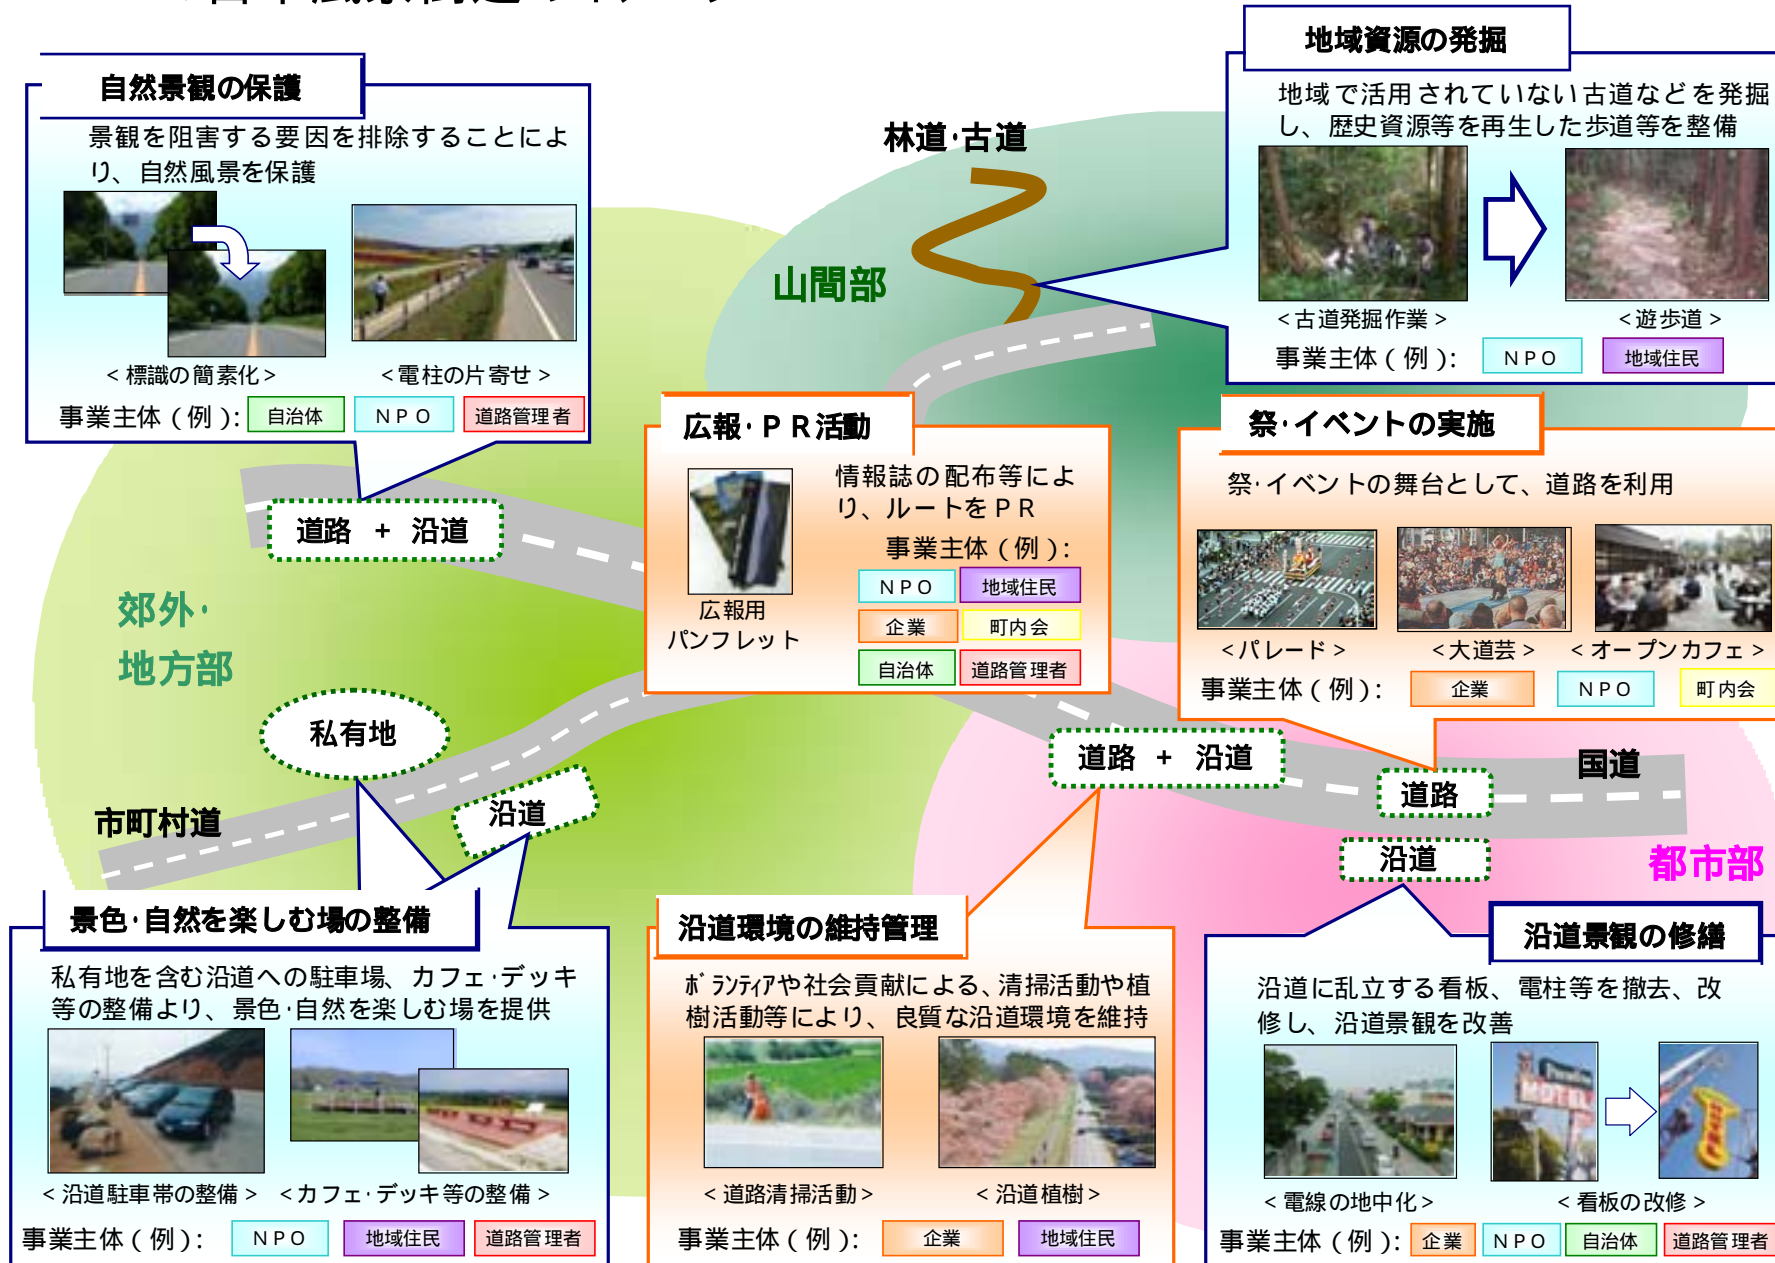 自然景観の保護
景観を阻害する要因を排除することによ
り、自然風景を保護
<標識の簡素化>
<電柱の片寄せ>
事業主体(例): 自治体 NPO 道路管理者
地域資源の発掘
地域で活用されていない古道などを発掘
し、歴史資源等を再生した歩道等を整備
<古道発掘作業>
<遊歩道>
事業主体(例): NPO 地域住民
林道・古道
山間部
広報・PR活動
情報誌の配布等によ
り、ルートをPR
事業主体(例):
NPO 地域住民
企業 町内会
自治体 道路管理者
広報用
パンフレット
祭・イベントの実施
祭・イベントの舞台として、道路を利用
<パレード>
<大道芸>
<オープンカフェ>
事業主体(例): 企業 NPO 町内会
道路 + 沿道
郊外・
地方部
私有地
沿道
市町村道
道路 + 沿道
道路
国道
沿道
都市部
景色・自然を楽しむ場の整備
私有地を含む沿道への駐車場、カフェ・デッキ
等の整備より、景色・自然を楽しむ場を提供
<沿道駐車帯の整備>
<カフェ・デッキ等の整備>
事業主体(例): NPO 地域住民 道路管理者
沿道環境の維持管理
ボランティアや社会貢献による、清掃活動や植
樹活動等により、良質な沿道環境を維持
<道路清掃活動>
<沿道植樹>
事業主体(例): 企業 地域住民
沿道景観の修繕
沿道に乱立する看板、電柱等を撤去、改
修し、沿道景観を改善
MOTEL
<電線の地中化>
<看板の改修>
事業主体(例): 企業 NPO 自治体 道路管理者